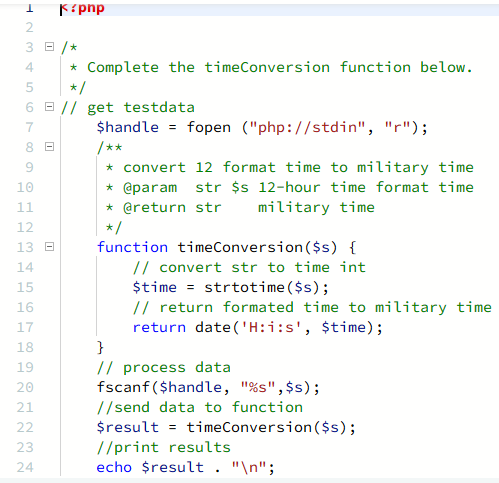 1 <?php
2
3 /*
4 * Complete the timeConversion function below.
5 */
6 // get testdata
7 $handle = fopen ("php://stdin", "r");
8 /**
9 * convert 12 format time to military time
10 * @param  str $s 12-hour time format time
11 * @return str    military time
12 */
13 function timeConversion($s) {
14 // convert str to time int
15 $time = strtotime($s);
16 // return formated time to military time
17 return date('H:i:s', $time);
18 }
19 // process data
20 fscanf($handle, "%s",$s);
21 //send data to function
22 $result = timeConversion($s);
23 //print results
24 echo $result . "\n";